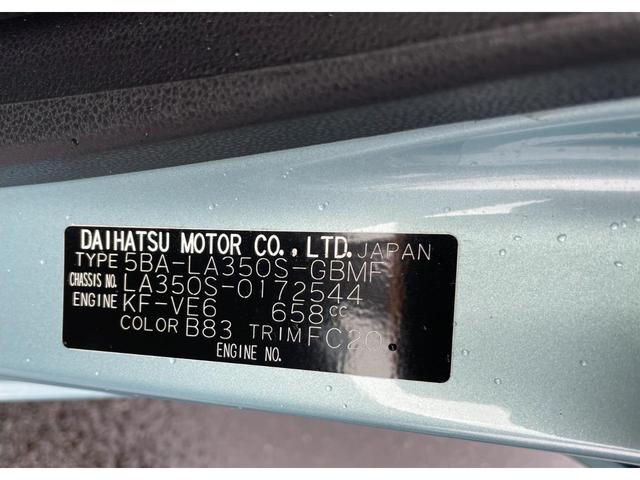 DAIHATSU MOTOR CO., LTD. JAPAN
TYPE 5BA-LA350S-GBMF
CHASSIS NO. LA350S-0172544
ENGINE KF-VE6 658cc
COLOR B83 TRIM FC20.
ENGINE NO.